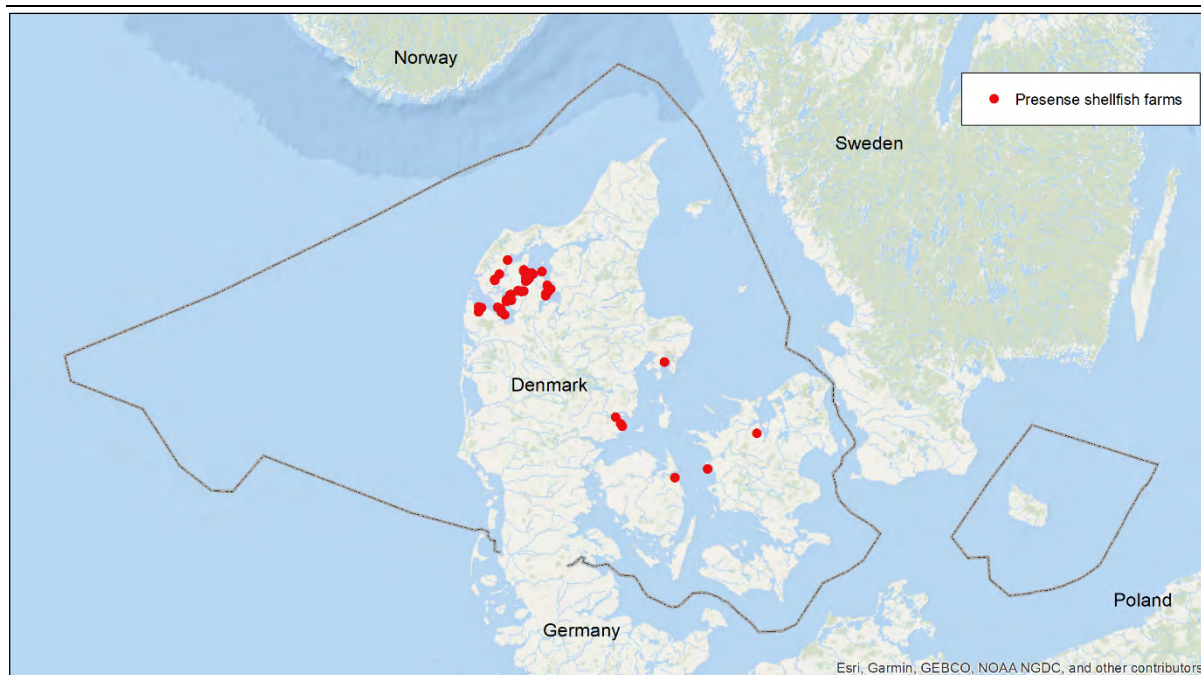 Norway
Presense shellfish farms
Sweden
Denmark
Poland
Germany
Esri, Garmin, GEBCO, NOAA NGDC, and other contributors